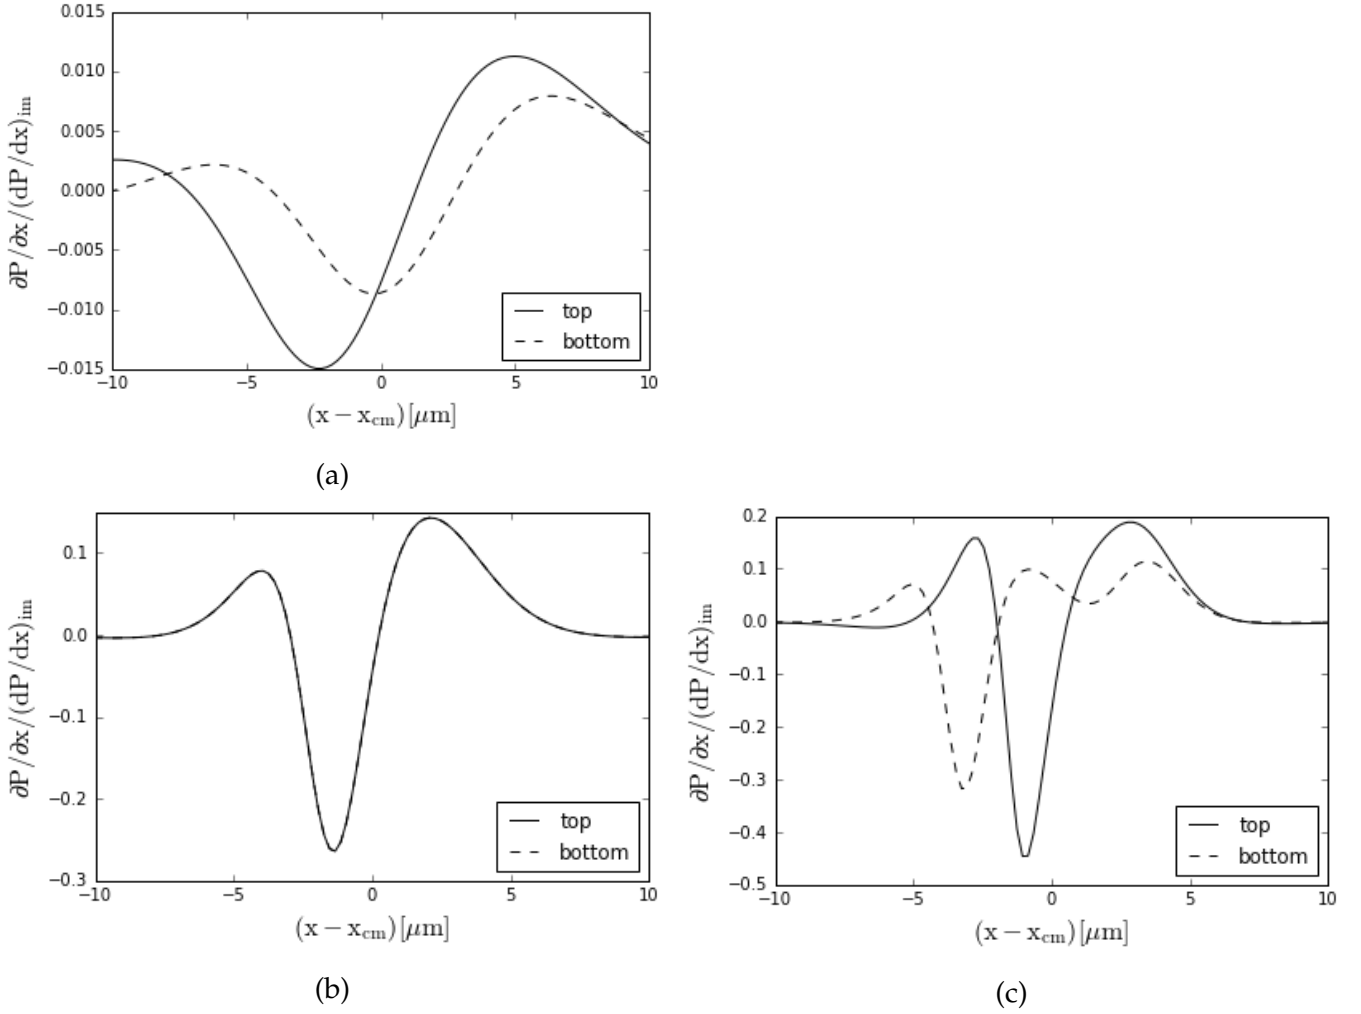 0.015
0.010
0.005
0.000
−0.005
−0.010
−0.015
∂P/∂x/(dP/dx)im
−10 −5 0 5 10
(x − xcm)[μm]
top
bottom
(a)
0.1
0.0
−0.1
−0.2
−0.3
∂P/∂x/(dP/dx)im
−10 −5 0 5 10
(x − xcm)[μm]
top
bottom
(b)
0.2
0.1
0.0
−0.1
−0.2
−0.3
−0.4
−0.5
∂P/∂x/(dP/dx)im
−10 −5 0 5 10
(x − xcm)[μm]
top
bottom
(c)